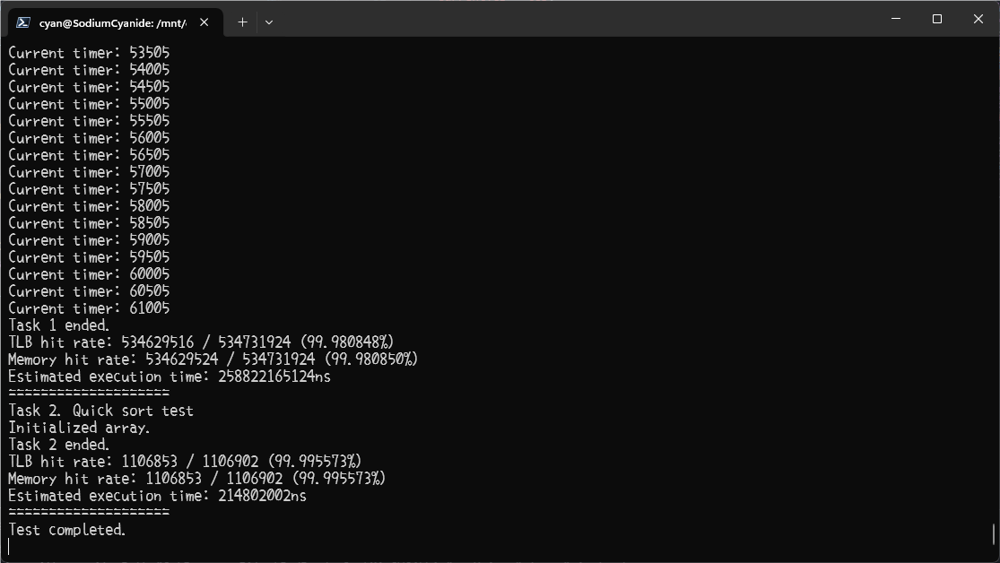 cyan@SodiumCyanide: /mnt/
Current timer: 53505
Current timer: 54005
Current timer: 54505
Current timer: 55005
Current timer: 55505
Current timer: 56005
Current timer: 56505
Current timer: 57005
Current timer: 57505
Current timer: 58005
Current timer: 58505
Current timer: 59005
Current timer: 59505
Current timer: 60005
Current timer: 60505
Current timer: 61005
Task 1 ended.
TLB hit rate: 534629516 / 534731924 (99.980848%)
Memory hit rate: 534629524 / 534731924 (99.980850%)
Estimated execution time: 258822165124ns
=====================
Task 2. Quick sort test
Initialized array.
Task 2 ended.
TLB hit rate: 1106853 / 1106902 (99.995573%)
Memory hit rate: 1106853 / 1106902 (99.995573%)
Estimated execution time: 214802002ns
=====================
Test completed.